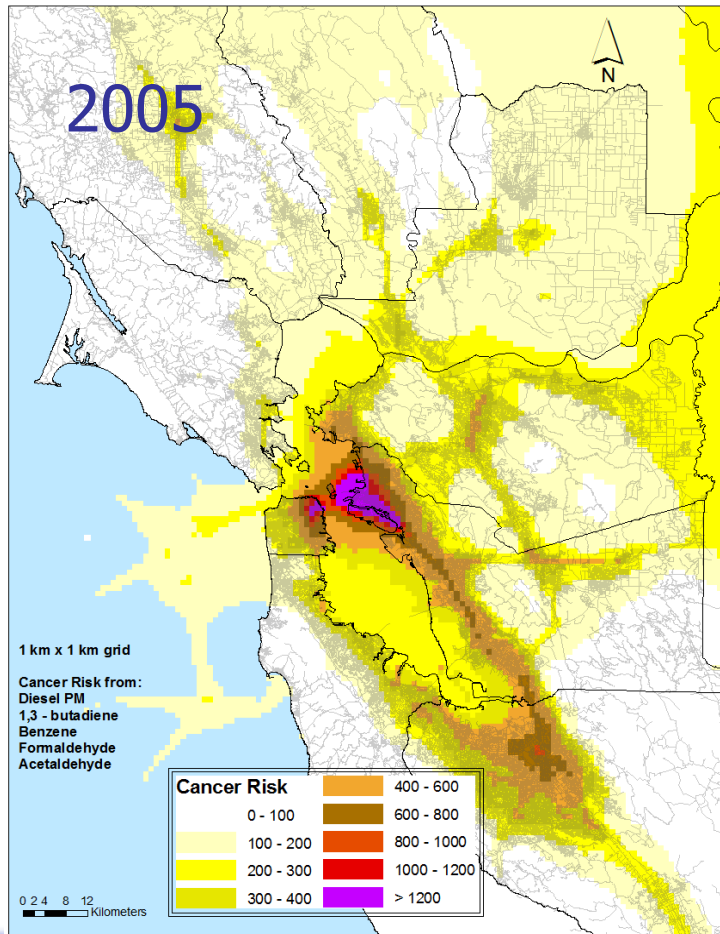 2005
N
1 km x 1 km grid
Cancer Risk from:
Diesel PM
1,3 - butadiene
Benzene
Formaldehyde
Acetaldehyde
Cancer Risk
0 - 100
100 - 200
200 - 300
300 - 400
400 - 600
600 - 800
800 - 1000
1000 - 1200
> 1200
0 2 4 8 12
Kilometers